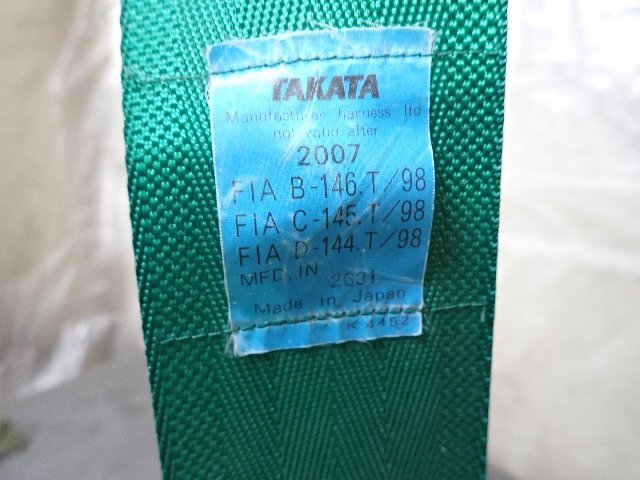 TAKATA
Manufacturer harness ltd
not valid after
2007
FIA B-146.T/98
FIA C-145.T/98
FIA D-144.T/98
MFD. IN 2G31
Made in Japan
K 4452